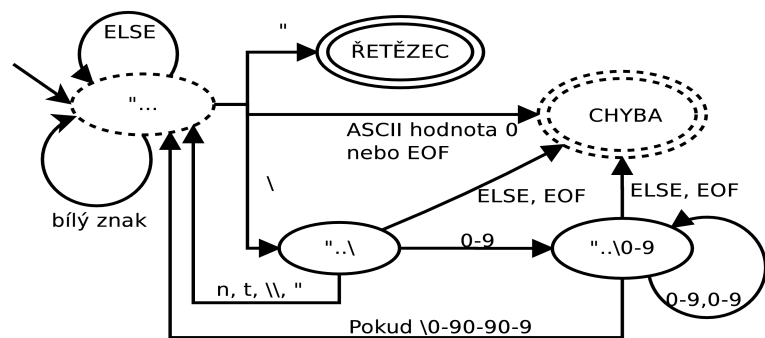 ELSE
"
ŘETĚZEC
"...
CHYBA
ASCII hodnota 0
nebo EOF
\
ELSE, EOF
ELSE, EOF
bílý znak
"..\
0-9
"..\0-9
n, t, \\, "
0-9,0-9
Pokud \0-90-90-9